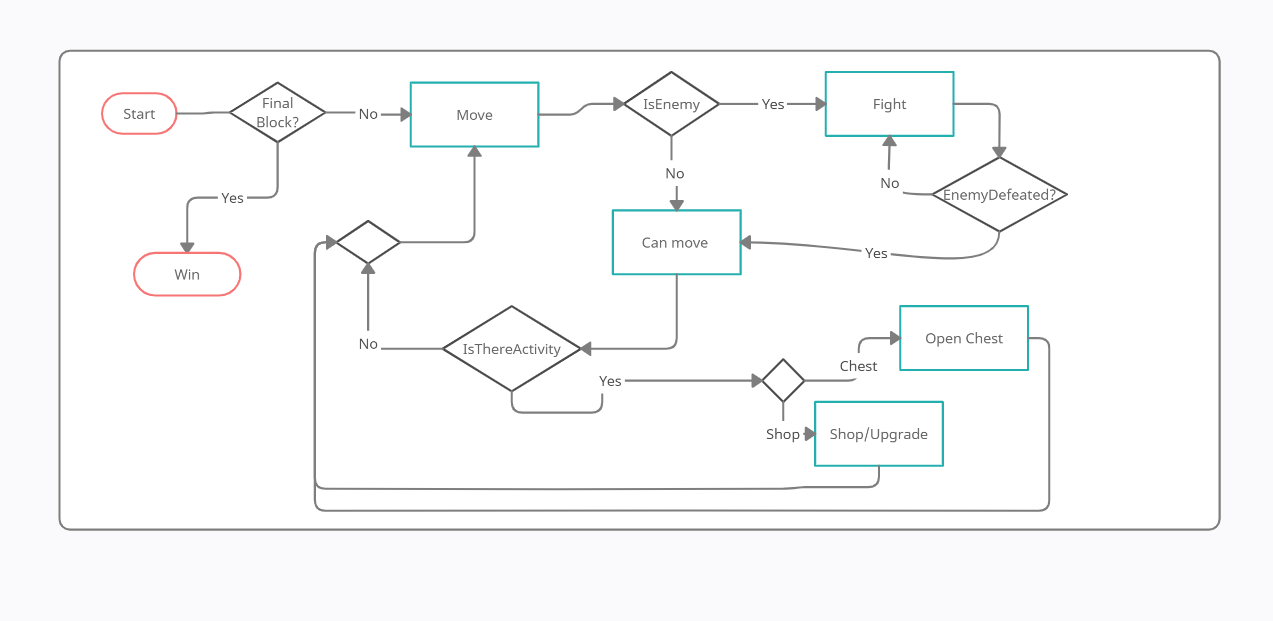 Start
Final
Block?
No
Move
IsEnemy
Yes
Fight
No
No
EnemyDefeated?
Yes
Can move
Yes
Win
No
IsThereActivity
Yes
Chest
Open Chest
Shop
Shop/Upgrade